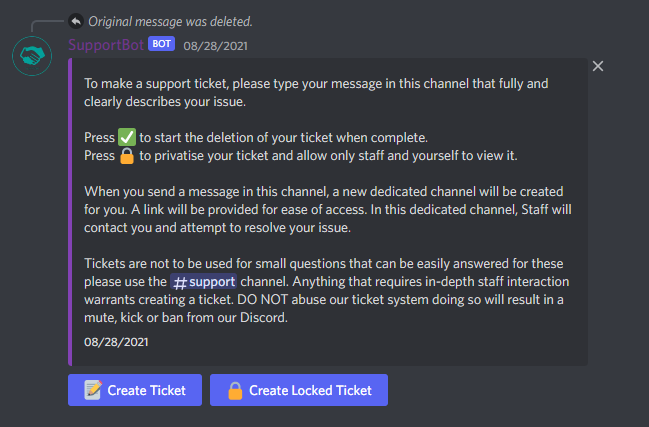 Original message was deleted.
SupportBot BOT 08/28/2021
To make a support ticket, please type your message in this channel that fully and
clearly describes your issue.
Press ✅ to start the deletion of your ticket when complete.
Press 🔒 to privatise your ticket and allow only staff and yourself to view it.
When you send a message in this channel, a new dedicated channel will be created
for you. A link will be provided for ease of access. In this dedicated channel, Staff will
contact you and attempt to resolve your issue.
Tickets are not to be used for small questions that can be easily answered for these
please use the #support channel. Anything that requires in-depth staff interaction
warrants creating a ticket. DO NOT abuse our ticket system doing so will result in a
mute, kick or ban from our Discord.
08/28/2021
📝 Create Ticket 🔒 Create Locked Ticket